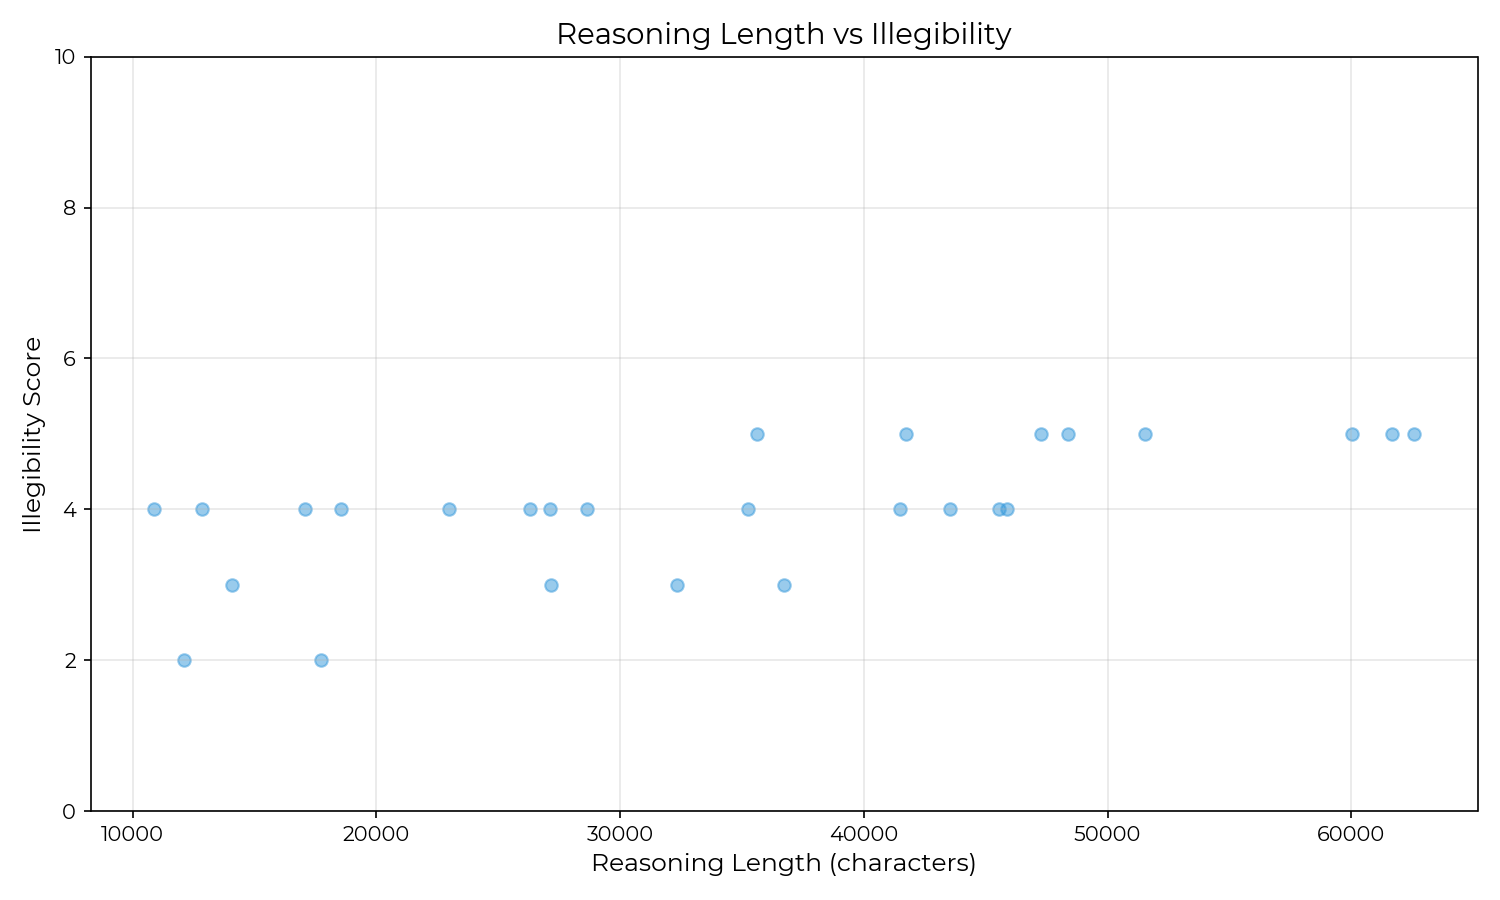 Reasoning Length vs Illegibility
10
8
6
4
2
0
Illegibility Score
10000 20000 30000 40000 50000 60000
Reasoning Length (characters)